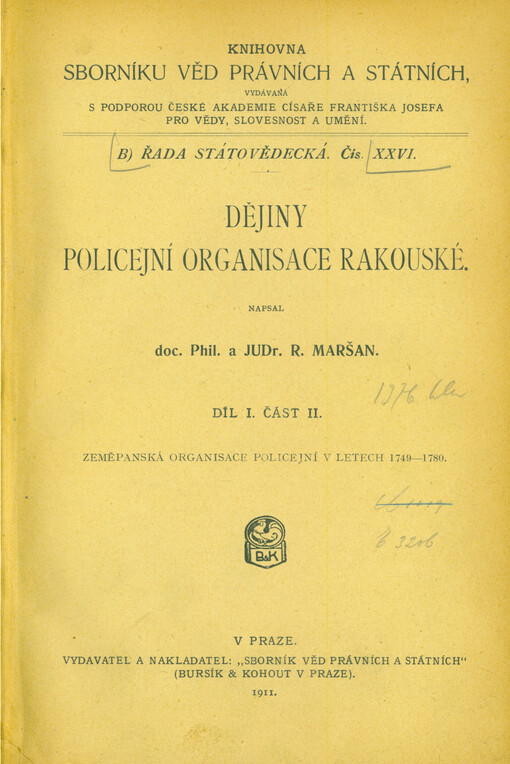 KNIHOVNA
SBORNÍKU VĚD PRÁVNÍCH A STÁTNÍCH,
VYDÁVANÁ
S PODPOROU ČESKÉ AKADEMIE CÍSAŘE FRANTIŠKA JOSEFA
PRO VĚDY, SLOVESNOST A UMĚNÍ.
B) ŘADA STÁTOVĚDECKÁ. Čís. XXVI.
DĚJINY
POLICEJNÍ ORGANISACE RAKOUSKÉ.
NAPSAL
doc. Phil. a JUDr. R. MARŠAN.
DÍL I. ČÁST II.
ZEMĚPANSKÁ ORGANISACE POLICEJNÍ V LETECH 1749—1780.
B&K
V PRAZE.
VYDAVATEL A NAKLADATEL: „SBORNÍK VĚD PRÁVNÍCH A STÁTNÍCH"
(BURSÍK & KOHOUT V PRAZE).
1911.